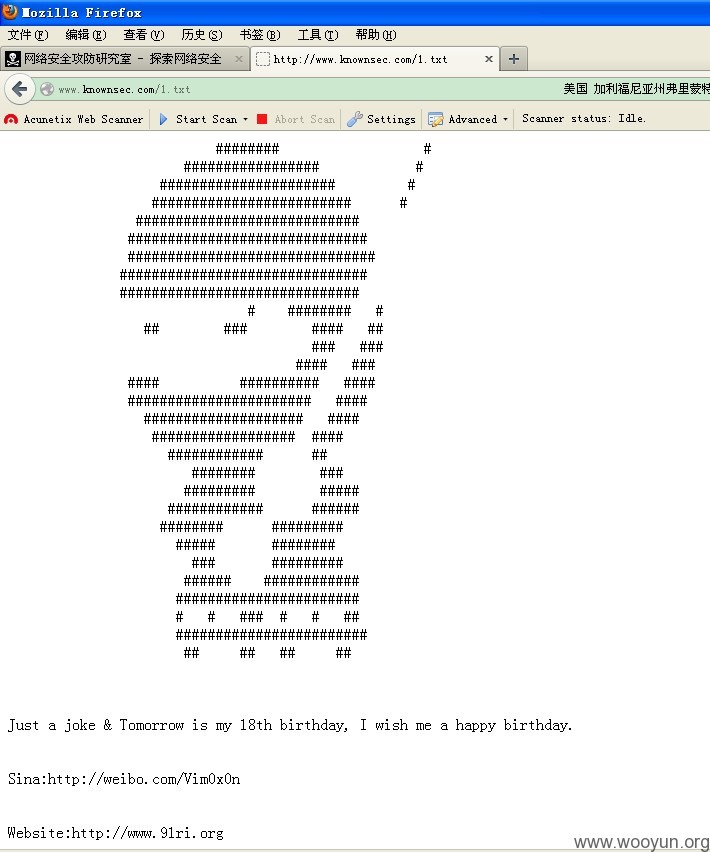 Mozilla Firefox
文件(F) 编辑(E) 查看(V) 历史(S) 书签(B) 工具(T) 帮助(H)
网络安全攻防研究室 - 探索网络安全 × http://www.knownsec.com/1.txt × +
www.knownsec.com/1.txt 美国 加利福尼亚州弗里蒙特
Acunetix Web Scanner Start Scan Abort Scan Settings Advanced Scanner status: Idle.
######## #
################# #
###################### #
######################### #
############################
##############################
###############################
###############################
##############################
# ######## #
## ### #### ##
### ###
#### ###
#### ########## ####
####################### ####
#################### ####
################## ####
############ ##
######## ###
######### #####
############ ######
######## #########
##### ########
### #########
###### ############
#######################
# # ### # # ##
########################
## ## ## ##
Just a joke & Tomorrow is my 18th birthday, I wish me a happy birthday.
Sina:http://weibo.com/Vim0x0n
Website:http://www.91ri.org
www.wooyun.org